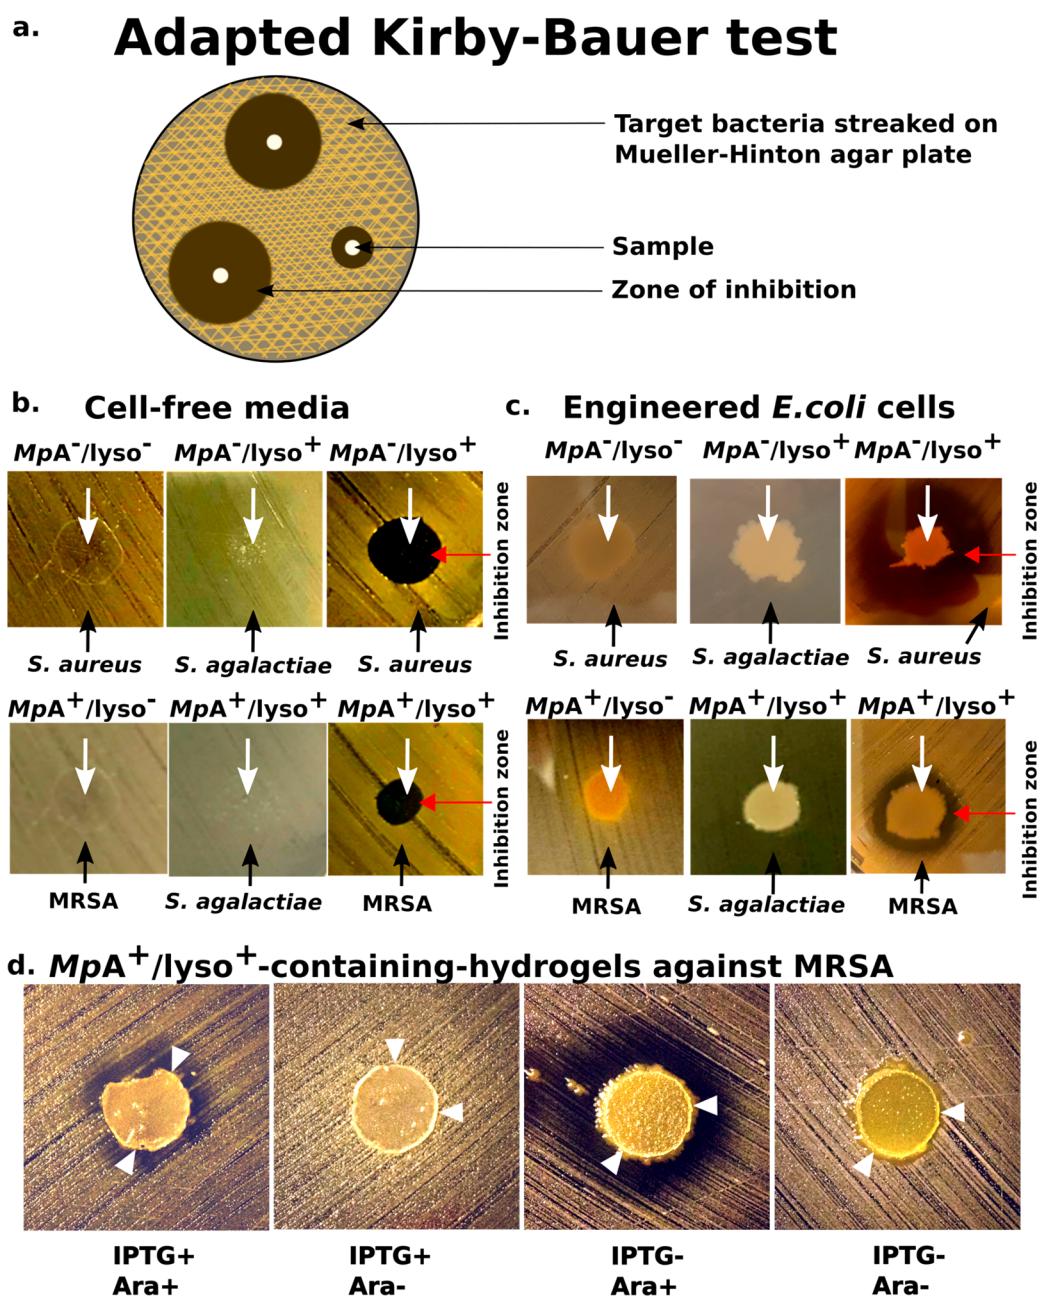 a.
Adapted Kirby-Bauer test
Target bacteria streaked on
Mueller-Hinton agar plate
Sample
Zone of inhibition
b.
Cell-free media
MpA⁻/lyso⁻
MpA⁻/lyso⁺
MpA⁻/lyso⁺
Inhibition zone
S. aureus
S. agalactiae
S. aureus
MpA⁺/lyso⁻
MpA⁺/lyso⁺
MpA⁺/lyso⁺
Inhibition zone
MRSA
S. agalactiae
MRSA
c.
Engineered E.coli cells
MpA⁻/lyso⁻
MpA⁻/lyso⁺
MpA⁻/lyso⁺
Inhibition zone
S. aureus
S. agalactiae
S. aureus
MpA⁺/lyso⁻
MpA⁺/lyso⁺
MpA⁺/lyso⁺
Inhibition zone
MRSA
S. agalactiae
MRSA
d.
MpA⁺/lyso⁺-containing-hydrogels against MRSA
IPTG+
Ara+
IPTG+
Ara-
IPTG-
Ara+
IPTG-
Ara-